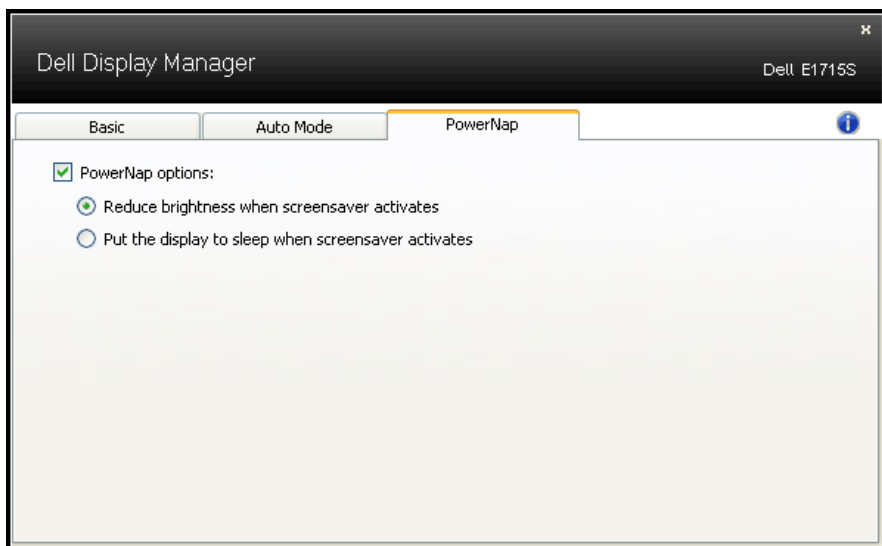 Dell Display Manager
Dell E1715S
Basic
Auto Mode
PowerNap
PowerNap options:
Reduce brightness when screensaver activates
Put the display to sleep when screensaver activates